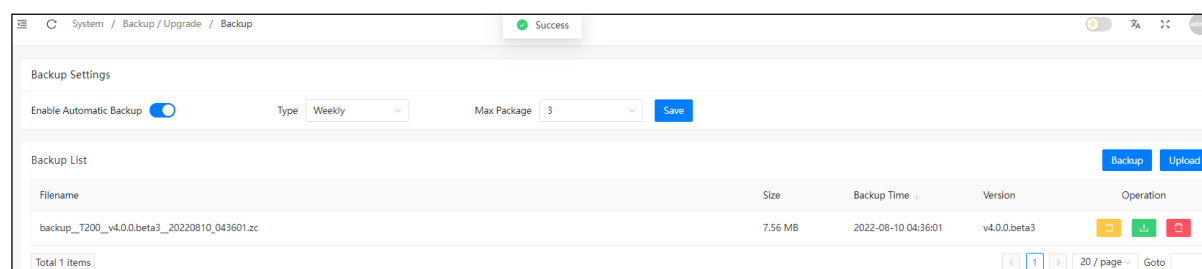 System / Backup / Upgrade / Backup
Success
Backup Settings
Enable Automatic Backup Type Weekly Max Package 3 Save
Backup List Backup Upload
Filename Size Backup Time Version Operation
backup__T200__v4.0.0.beta3__20220810_043601.zc 7.56 MB 2022-08-10 04:36:01 v4.0.0.beta3
Total 1 items < 1 > 20 / page Goto